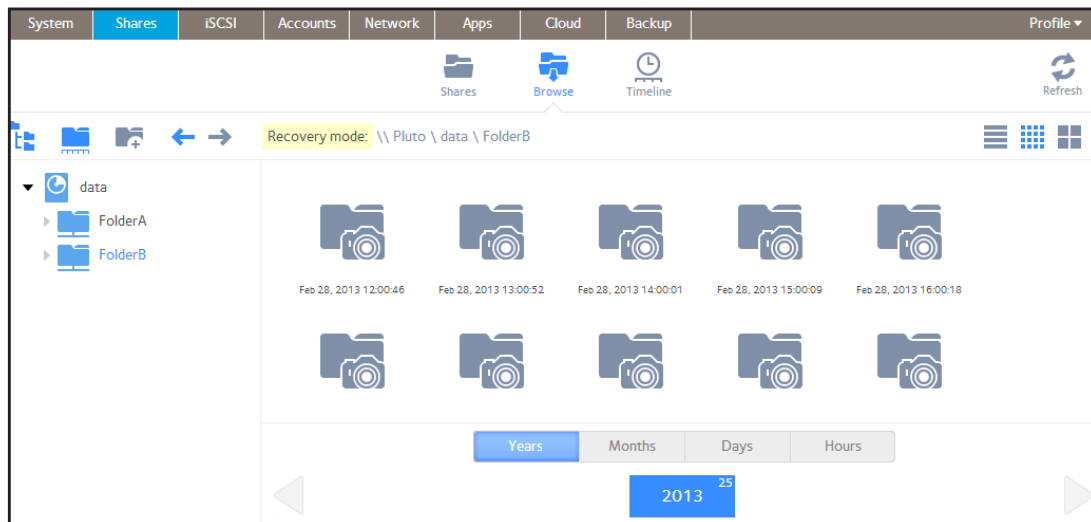 System Shares iSCSI Accounts Network Apps Cloud Backup Profile
Shares Browse Timeline Refresh
Recovery mode: \\ Pluto \ data \ FolderB
data
FolderA
FolderB
Feb 28, 2013 12:00:46 Feb 28, 2013 13:00:52 Feb 28, 2013 14:00:01 Feb 28, 2013 15:00:09 Feb 28, 2013 16:00:18
Years Months Days Hours
2013 25